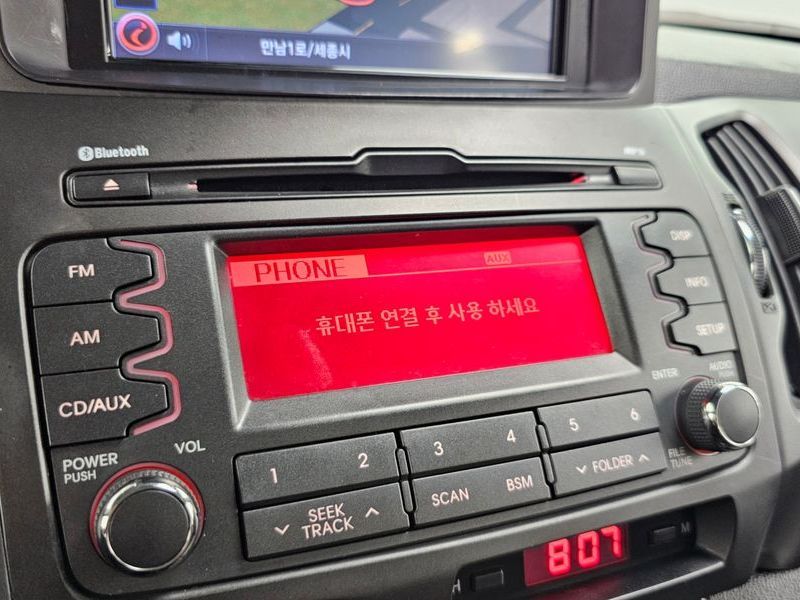 만남1로/세종시
Bluetooth
FM
AM
CD/AUX
PHONE
AUX
휴대폰 연결 후 사용 하세요
DISP
INFO
SETUP
ENTER
AUDIO
PUSH
POWER
PUSH
VOL
1 2
3 4
5 6
SEEK
TRACK
SCAN BSM
FOLDER
FILE
TUNE
H
807
M